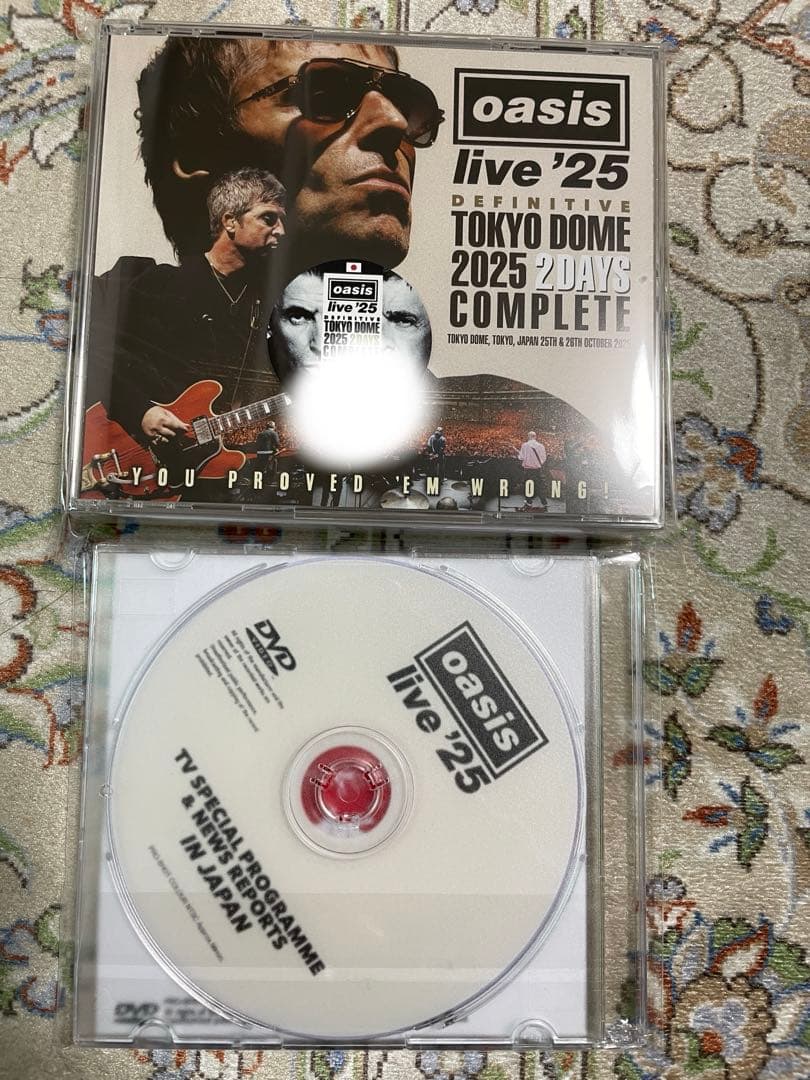 oasis
live '25
DEFINITIVE
TOKYO DOME
2025 2DAYS
COMPLETE
TOKYO DOME, TOKYO, JAPAN 25TH & 26TH OCTOBER
oasis
live '25
DEFINITIVE
TOKYO DOME
2025 2DAYS
COMPLETE
YOU PROVED 'EM WRONG!
DVD
VIDEO
oasis
live '25
TV SPECIAL PROGRAMME
& NEWS REPORTS
IN JAPAN
DVD